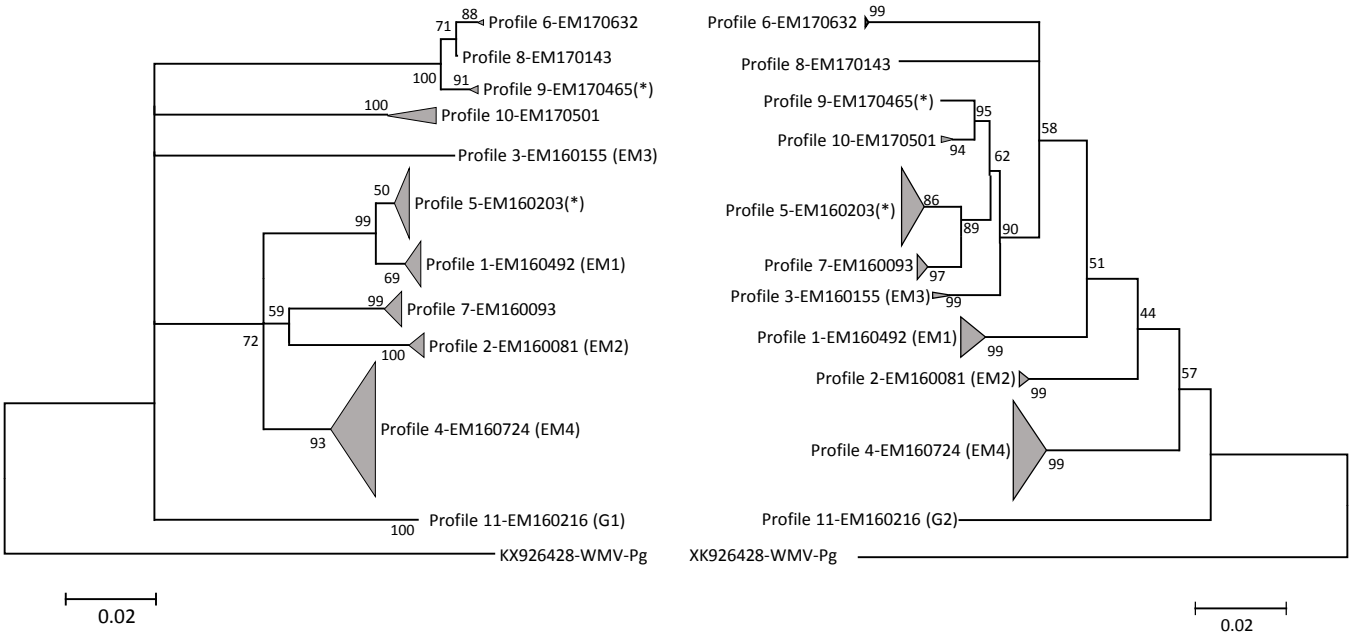 88
Profile 6-EM170632
71
Profile 8-EM170143
100
91
Profile 9-EM170465(*)
100
Profile 10-EM170501
Profile 3-EM160155 (EM3)
50
Profile 5-EM160203(*)
99
69
Profile 1-EM160492 (EM1)
99
Profile 7-EM160093
59
72
Profile 2-EM160081 (EM2)
100
Profile 4-EM160724 (EM4)
93
Profile 11-EM160216 (G1)
100
KX926428-WMV-Pg
0.02
Profile 6-EM170632
99
Profile 8-EM170143
Profile 9-EM170465(*)
95
58
Profile 10-EM170501
94
62
Profile 5-EM160203(*)
86
89
90
Profile 7-EM160093
97
51
Profile 3-EM160155 (EM3)
99
44
Profile 1-EM160492 (EM1)
99
57
Profile 2-EM160081 (EM2)
99
Profile 4-EM160724 (EM4)
99
Profile 11-EM160216 (G2)
XK926428-WMV-Pg
0.02